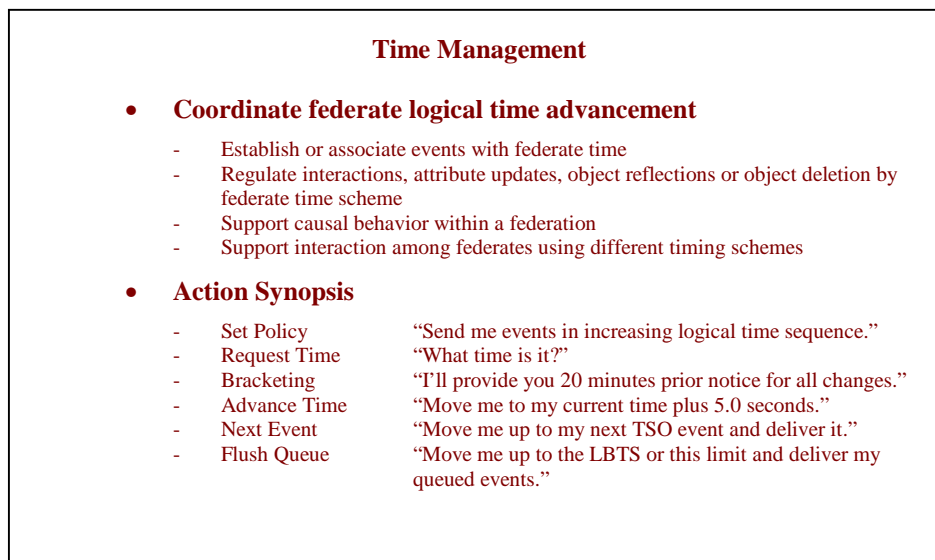 Time Management
• Coordinate federate logical time advancement
- Establish or associate events with federate time
- Regulate interactions, attribute updates, object reflections or object deletion by
federate time scheme
- Support causal behavior within a federation
- Support interaction among federates using different timing schemes
• Action Synopsis
- Set Policy “Send me events in increasing logical time sequence.”
- Request Time “What time is it?”
- Bracketing “I’ll provide you 20 minutes prior notice for all changes.”
- Advance Time “Move me to my current time plus 5.0 seconds.”
- Next Event “Move me up to my next TSO event and deliver it.”
- Flush Queue “Move me up to the LBTS or this limit and deliver my
queued events.”